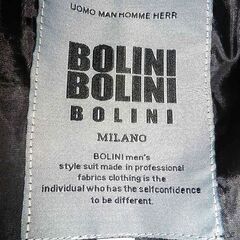 UOMO MAN HOMME HERR
BOLINI
BOLINI
BOLINI
MILANO
BOLINI men's
style suit made in professional
fabrics clothing is the
individual who has the selfconfidence
to be different.